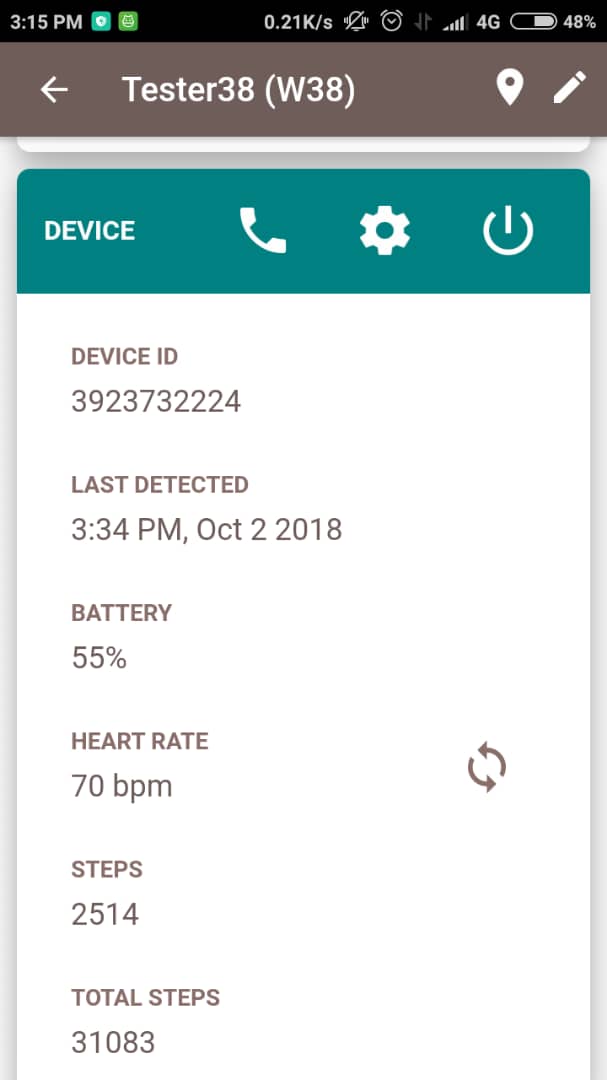 3:15 PM 0.21K/s 4G 48%
Tester38 (W38)
DEVICE
DEVICE ID
3923732224
LAST DETECTED
3:34 PM, Oct 2 2018
BATTERY
55%
HEART RATE
70 bpm
STEPS
2514
TOTAL STEPS
31083